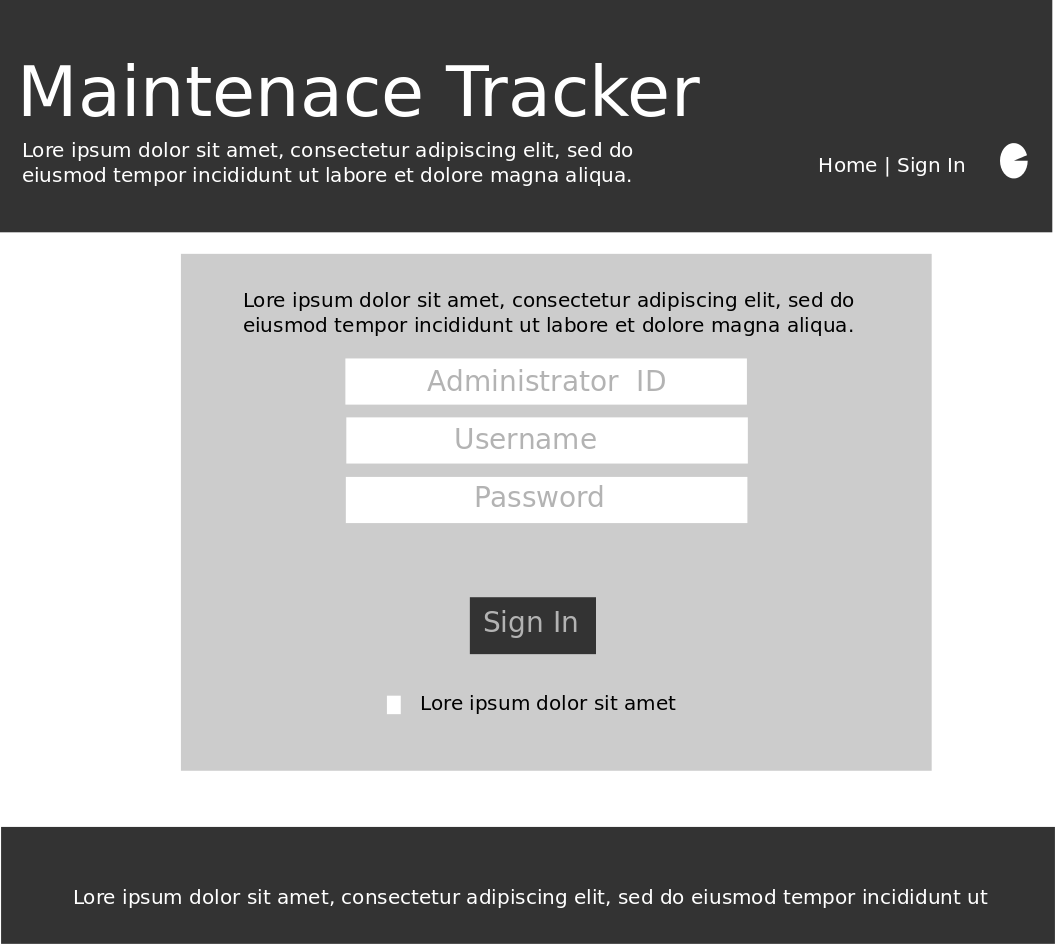 Maintenace Tracker
Lore ipsum dolor sit amet, consectetur adipiscing elit, sed do
eiusmod tempor incididunt ut labore et dolore magna aliqua.
Home | Sign In
Lore ipsum dolor sit amet, consectetur adipiscing elit, sed do
eiusmod tempor incididunt ut labore et dolore magna aliqua.
Administrator ID
Username
Password
Sign In
Lore ipsum dolor sit amet
Lore ipsum dolor sit amet, consectetur adipiscing elit, sed do eiusmod tempor incididunt ut